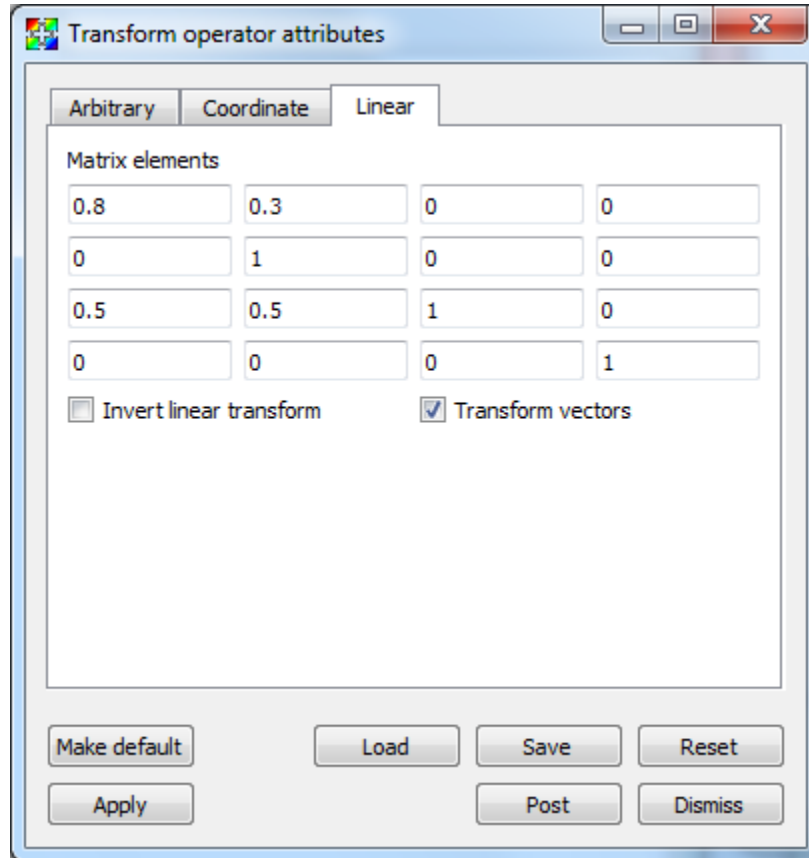 Transform operator attributes
Arbitrary Coordinate Linear
Matrix elements
0.8 0.3 0 0
0 1 0 0
0.5 0.5 1 0
0 0 0 1
Invert linear transform Transform vectors
Make default Load Save Reset
Apply Post Dismiss